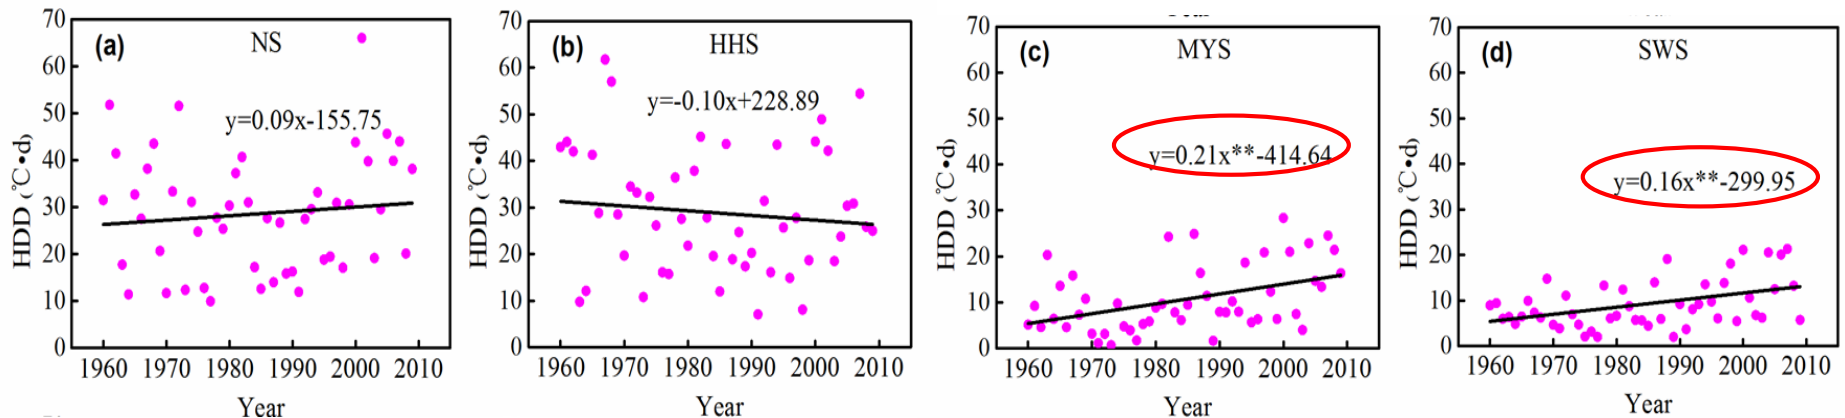 (a) NS
y=0.09x-155.75
70
60
50
40
30
20
10
0
HDD (℃•d)
1960 1970 1980 1990 2000 2010
Year
(b) HHS
y=-0.10x+228.89
70
60
50
40
30
20
10
0
HDD (℃•d)
1960 1970 1980 1990 2000 2010
Year
(c) MYS
y=0.21x**-414.64
70
60
50
40
30
20
10
0
HDD (℃•d)
1960 1970 1980 1990 2000 2010
Year
(d) SWS
y=0.16x**-299.95
70
60
50
40
30
20
10
0
HDD (℃•d)
1960 1970 1980 1990 2000 2010
Year